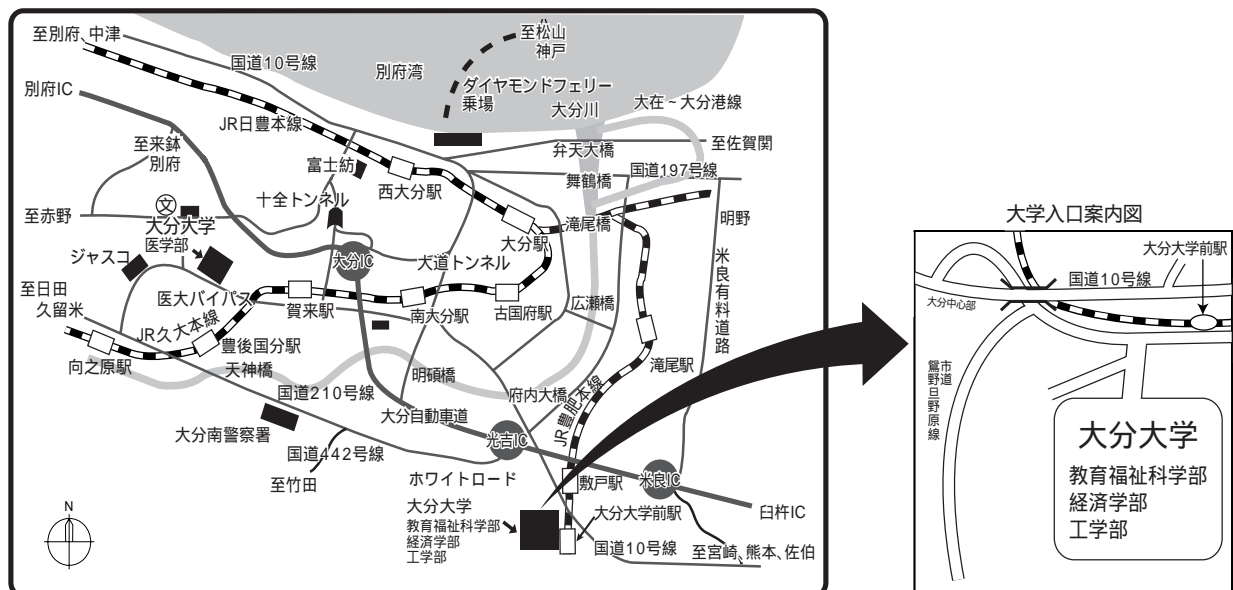 至別府、中津
国道10号線
別府湾
至松山
神戸
ダイヤモンドフェリー
乗場
大分川
大在～大分港線
別府IC
JR日豊本線
至来鉢
別府
富士紡
弁天大橋
至佐賀関
国道197号線
舞鶴橋
西大分駅
十全トンネル
至赤野
文
大分大学
医学部
大分駅
滝尾橋
明野
ジャスコ
大分IC
大道トンネル
米良有料道路
至日田
久留米
医大バイパス
賀来駅
南大分駅
古国府駅
広瀬橋
JR久大本線
豊後国分駅
向之原駅
天神橋
明磧橋
滝尾駅
国道210号線
府内大橋
JR豊肥本線
大分自動車道
大分南警察署
光吉IC
国道442号線
至竹田
ホワイトロード
敷戸駅
米良IC
大分大学
教育福祉科学部
経済学部
工学部
大分大学前駅
臼杵IC
国道10号線
至宮崎、熊本、佐伯
N
大学入口案内図
大分大学前駅
国道10号線
大分中心部
市道
鴛野旦野原線
大分大学
教育福祉科学部
経済学部
工学部